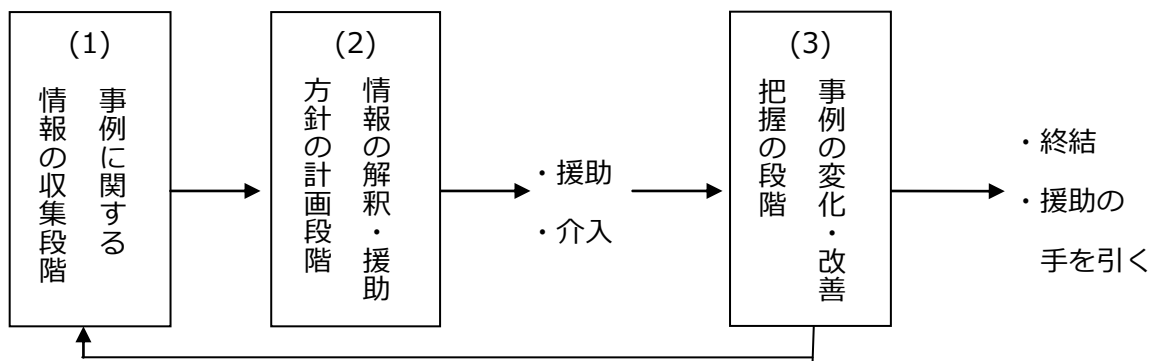 (1)
事例に関する
情報の収集段階
(2)
情報の解釈・援助
方針の計画段階
・援助
・介入
(3)
事例の変化・改善
把握の段階
・終結
・援助の
手を引く